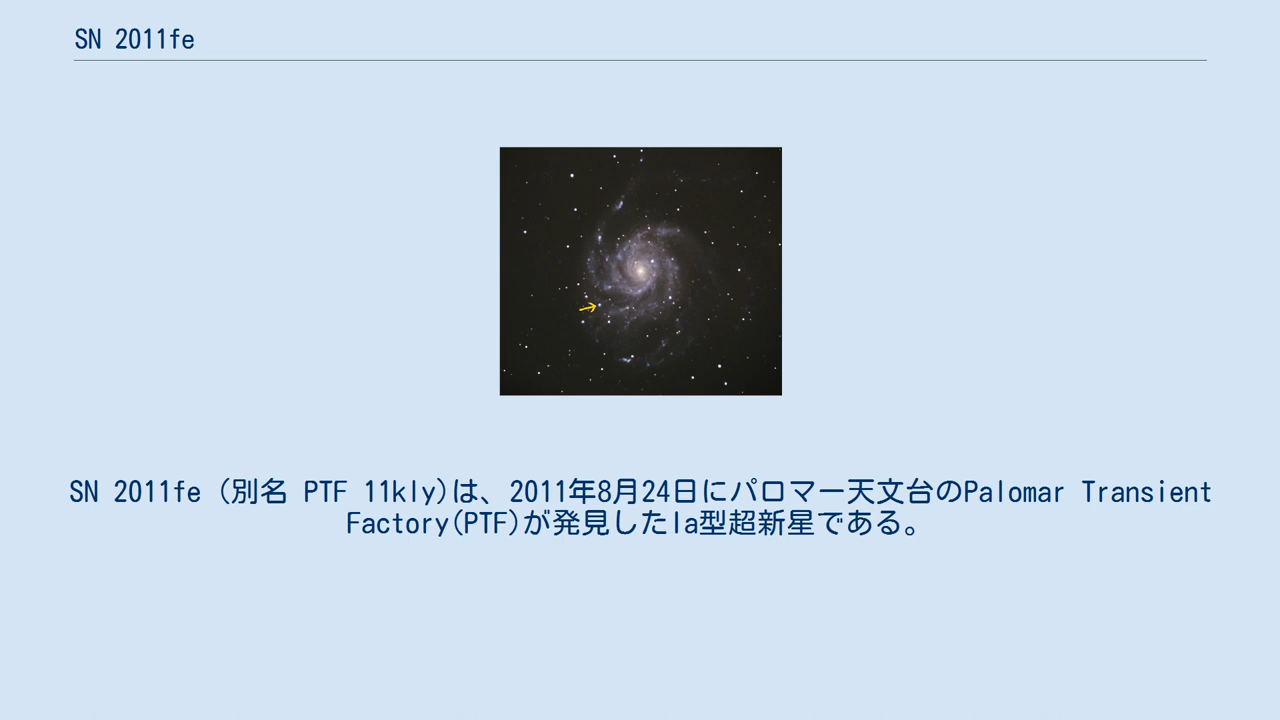 SN 2011fe
SN 2011fe (別名 PTF 11kly)は、2011年8月24日にパロマー天文台のPalomar Transient
Factory(PTF)が発見したIa型超新星である。